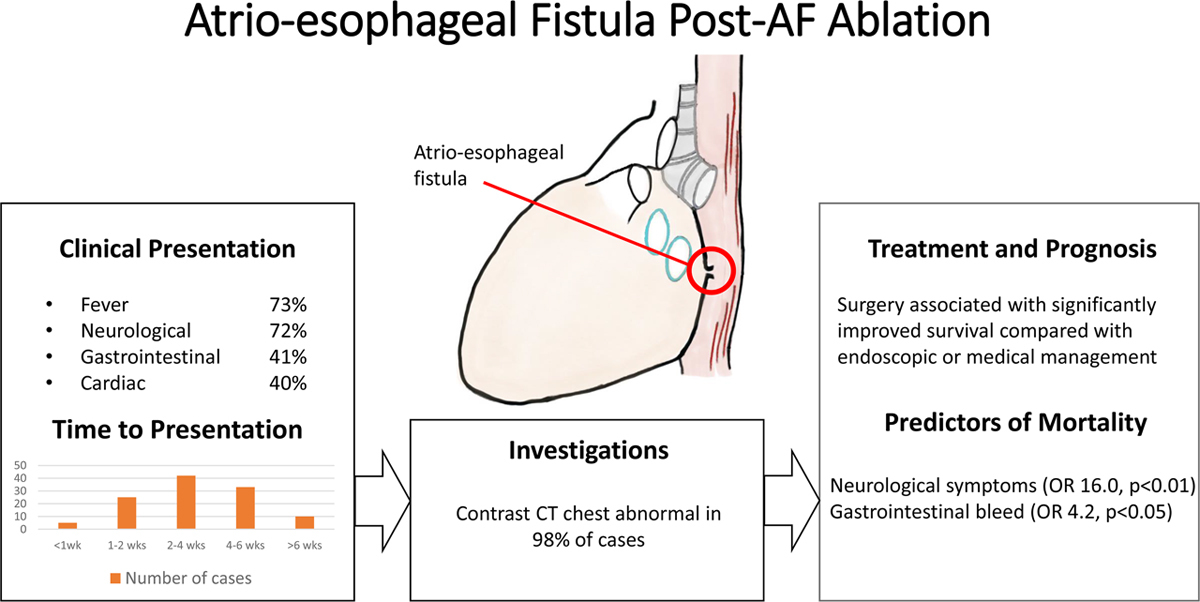 Atrio-esophageal Fistula Post-AF Ablation
Atrio-esophageal
fistula
Clinical Presentation
• Fever 73%
• Neurological 72%
• Gastrointestinal 41%
• Cardiac 40%
Time to Presentation
50
40
30
20
10
0
<1wk 1-2 wks 2-4 wks 4-6 wks >6 wks
Number of cases
Investigations
Contrast CT chest abnormal in
98% of cases
Treatment and Prognosis
Surgery associated with significantly
improved survival compared with
endoscopic or medical management
Predictors of Mortality
Neurological symptoms (OR 16.0, p<0.01)
Gastrointestinal bleed (OR 4.2, p<0.05)